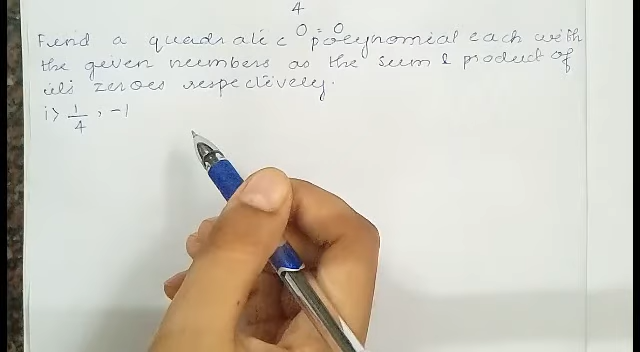 4
Find a quadratic polynomial each with
the given numbers as the sum & product of
its zeroes respectively.
i> 1/4 , -1